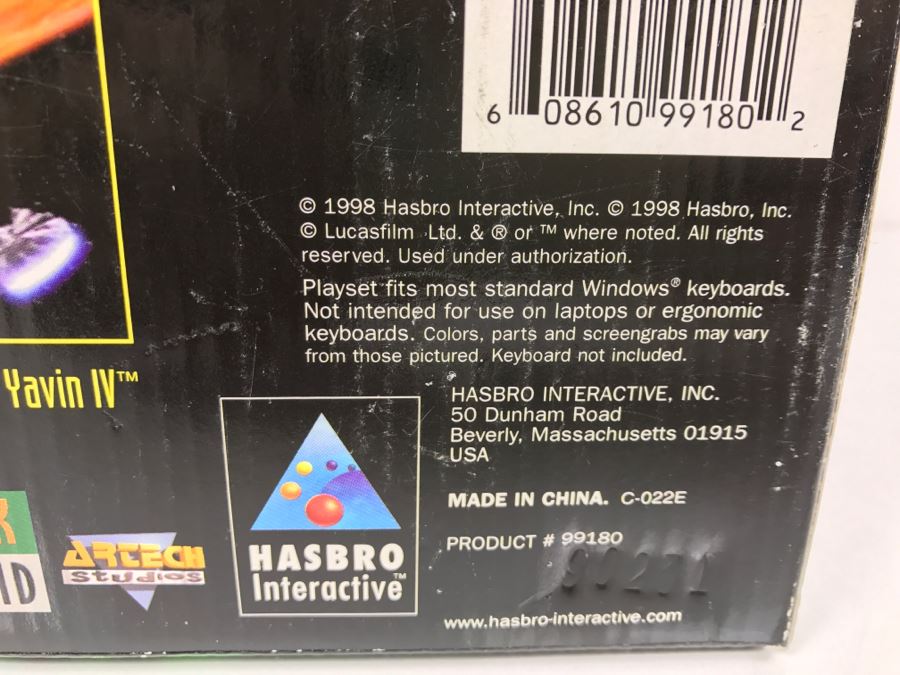 6 08610 99180 2
© 1998 Hasbro Interactive, Inc. © 1998 Hasbro, Inc.
© Lucasfilm Ltd. & ® or ™ where noted. All rights
reserved. Used under authorization.
Playset fits most standard Windows® keyboards.
Not intended for use on laptops or ergonomic
keyboards. Colors, parts and screengrabs may vary
from those pictured. Keyboard not included.
Yavin IV™
HASBRO INTERACTIVE, INC.
50 Dunham Road
Beverly, Massachusetts 01915
USA
MADE IN CHINA. C-022E
PRODUCT # 99180
HASBRO
Interactive™
ARTECH
STUDIOS
www.hasbro-interactive.com